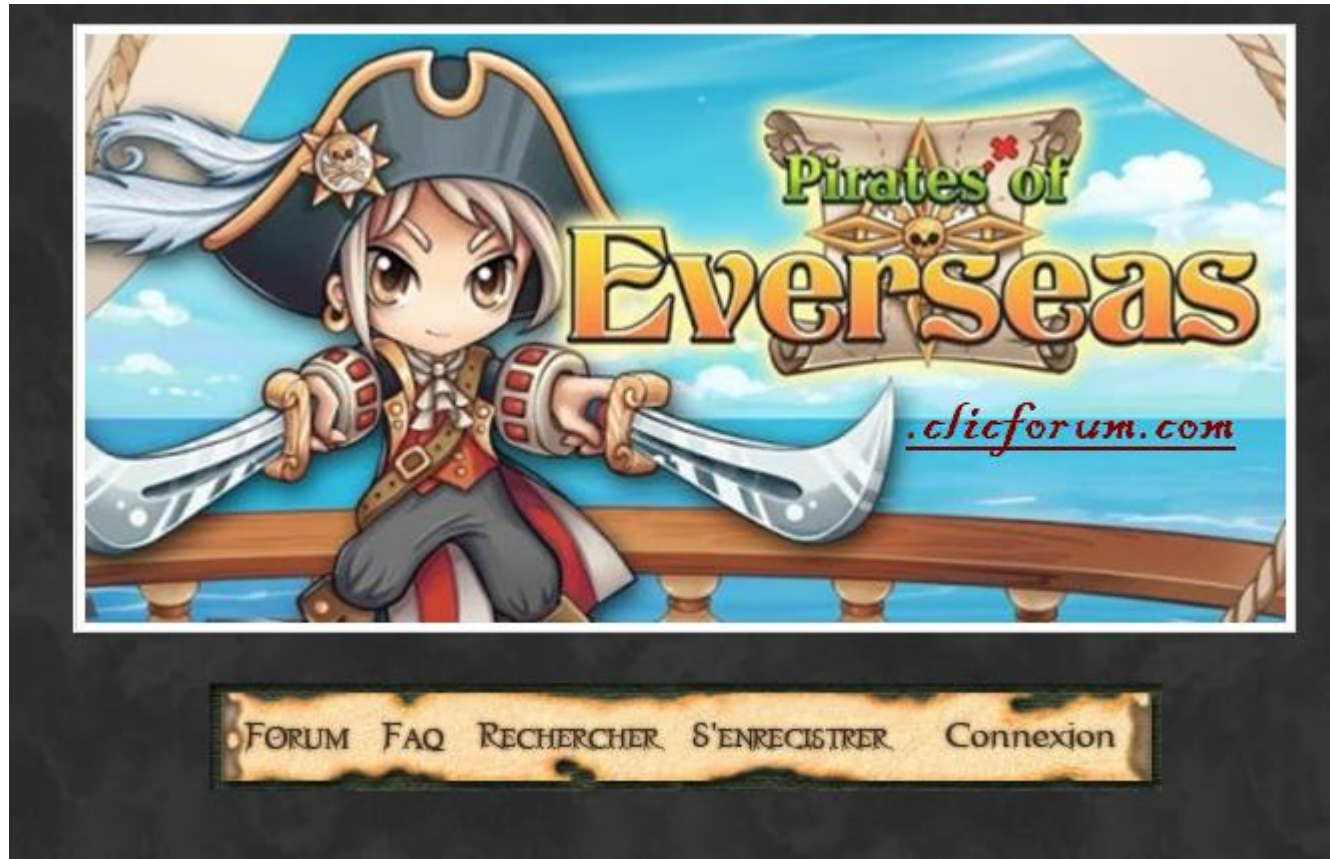 Pirates of
Everseas
.clicforum.com
Forum Faq Rechercher S'enregistrer Connexion